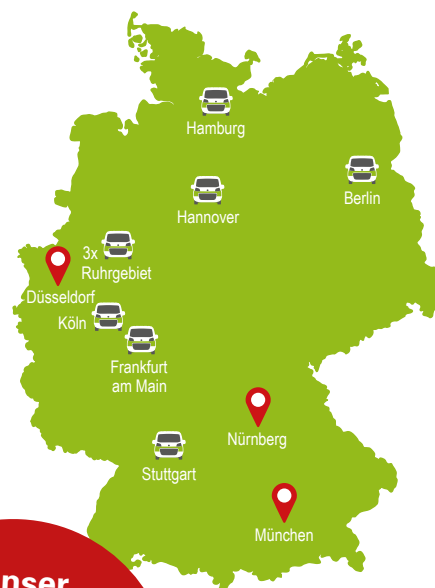 Hamburg
Berlin
Hannover
3x
Ruhrgebiet
Düsseldorf
Köln
Frankfurt
am Main
Nürnberg
Stuttgart
München